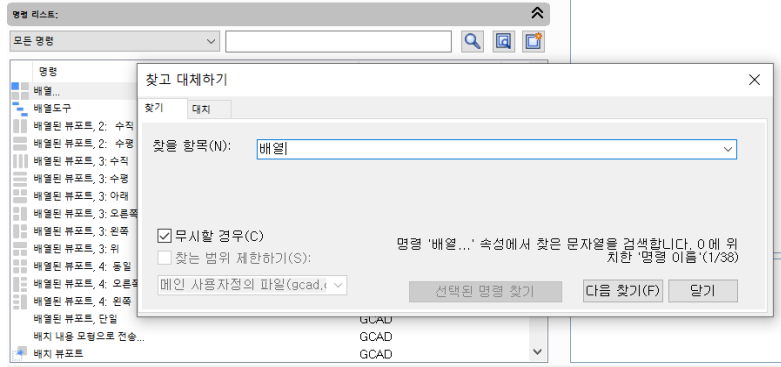 명령 리스트:
모든 명령
명령
배열...
배열도구
배열된 뷰포트, 2: 수직
배열된 뷰포트, 2: 수평
배열된 뷰포트, 3: 수직
배열된 뷰포트, 3: 수평
배열된 뷰포트, 3: 아래
배열된 뷰포트, 3: 오른쪽
배열된 뷰포트, 3: 왼쪽
배열된 뷰포트, 3: 위
배열된 뷰포트, 4: 동일
배열된 뷰포트, 4: 오른쪽
배열된 뷰포트, 4: 왼쪽
배열된 뷰포트, 단일 GCAD
배치 내용 모형으로 전송... GCAD
배치 뷰포트 GCAD
찾고 대체하기
찾기 대치
찾을 항목(N): 배열
무시할 경우(C)
찾는 범위 제한하기(S):
메인 사용자정의 파일(gcad,
명령 '배열...' 속성에서 찾은 문자열을 검색합니다. 0에 위
치한 '명령 이름'(1/38)
선택된 명령 찾기 다음 찾기(F) 닫기